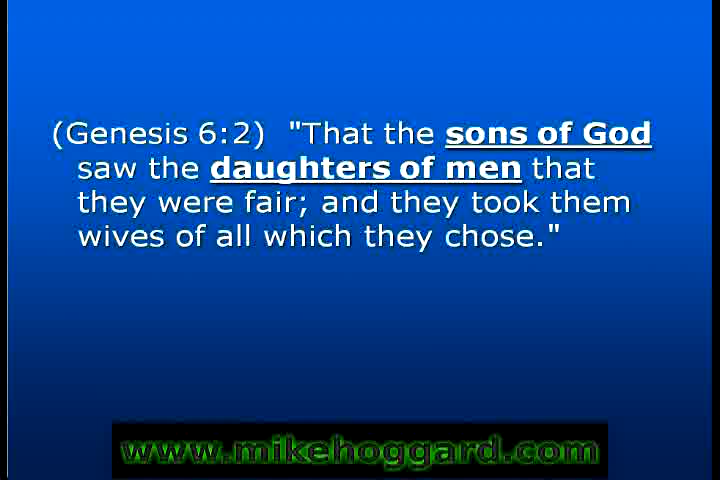 (Genesis 6:2) "That the sons of God
saw the daughters of men that
they were fair; and they took them
wives of all which they chose."
www.mikehoggard.com